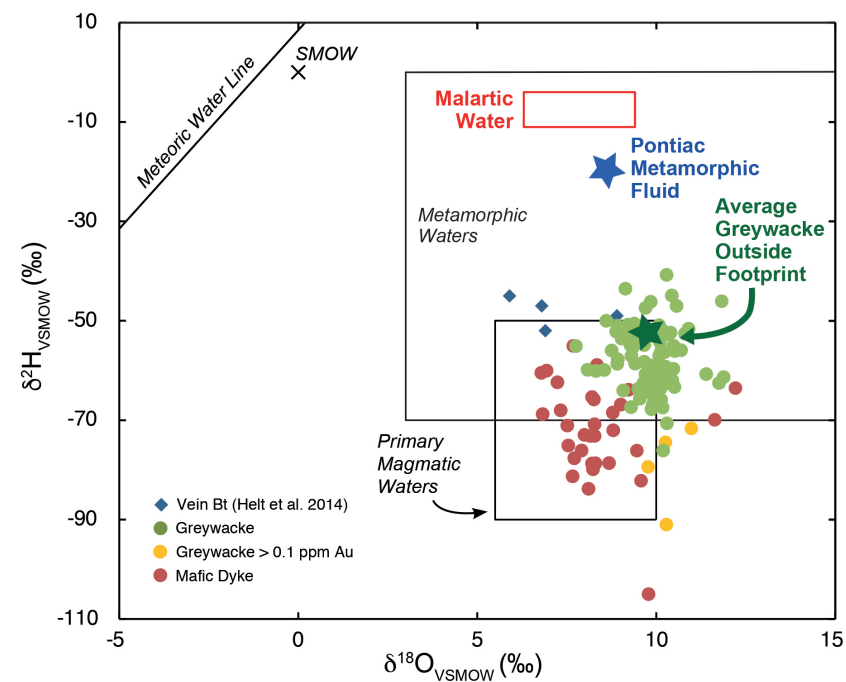 10
-10
-30
-50
-70
-90
-110
-5
0
5
10
15
δ²H_VSMOW (‰)
δ¹⁸O_VSMOW (‰)
Meteoric Water Line
SMOW
Malartic
Water
Pontiac
Metamorphic
Fluid
Average
Greywacke
Outside
Footprint
Metamorphic
Waters
Primary
Magmatic
Waters
Vein Bt (Helt et al. 2014)
Greywacke
Greywacke > 0.1 ppm Au
Mafic Dyke